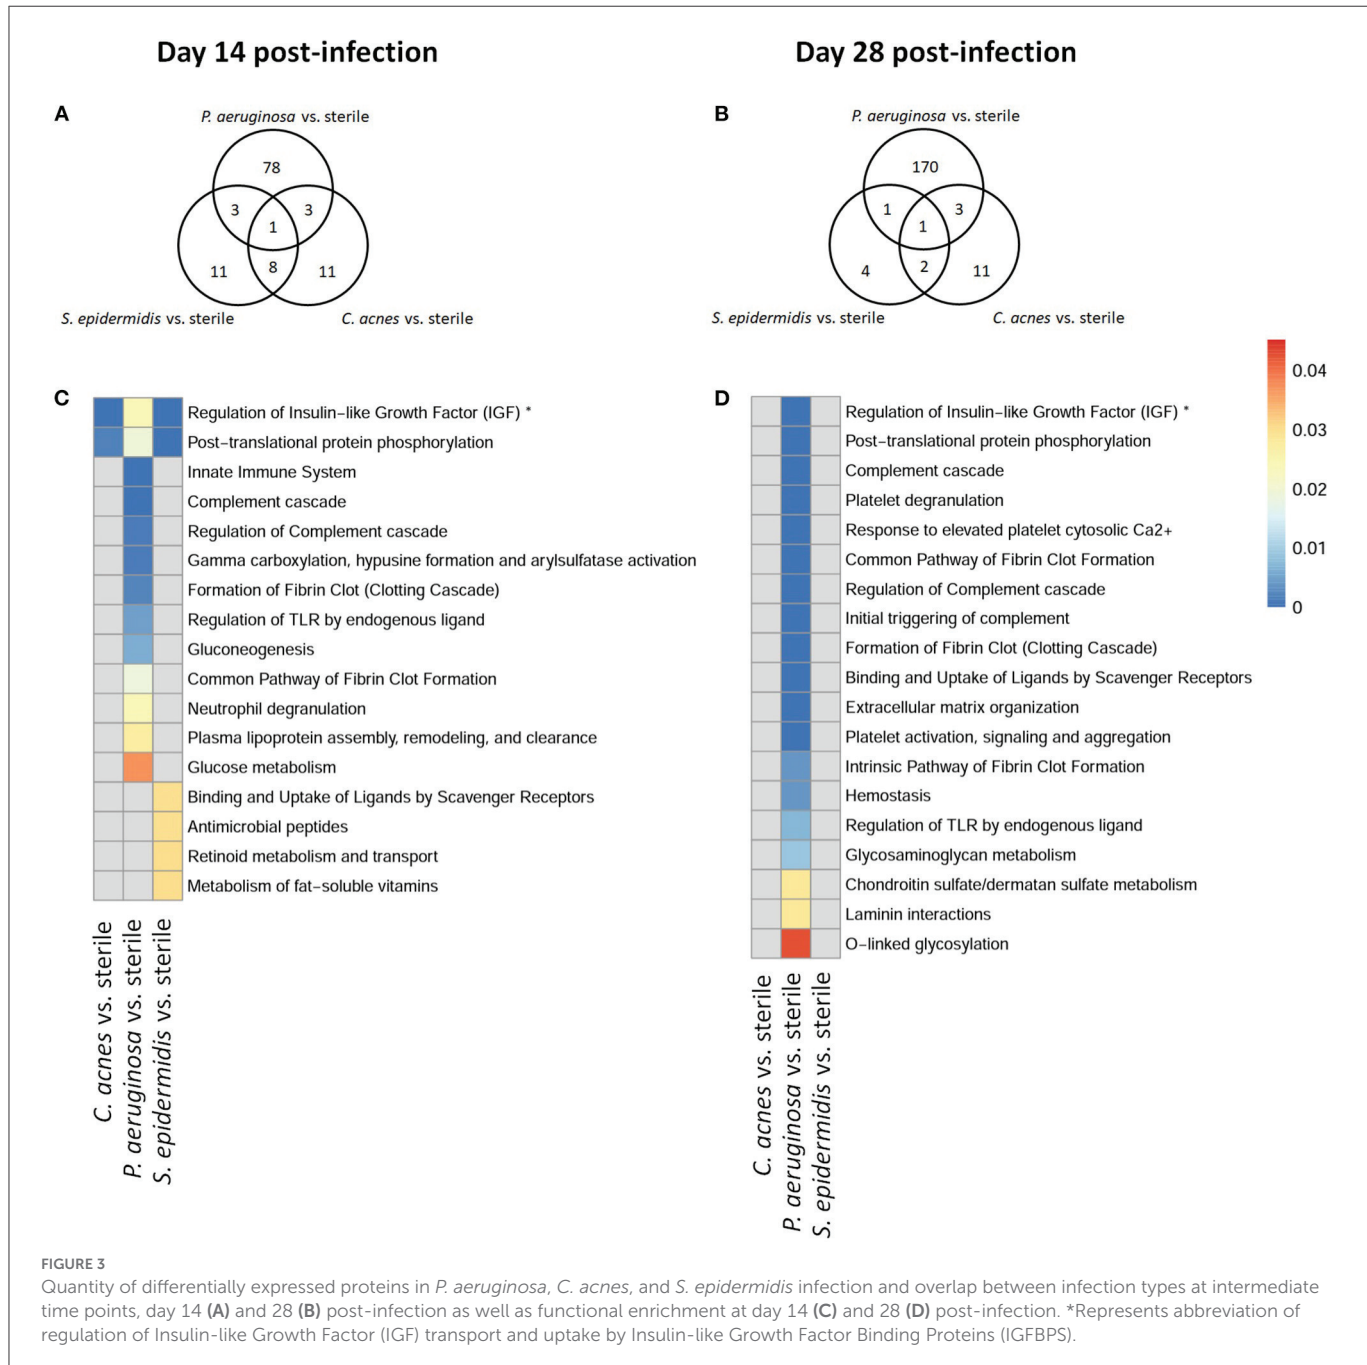 Day 14 post-infection
Day 28 post-infection
A
P. aeruginosa vs. sterile
78
3
3
1
11
8
11
S. epidermidis vs. sterile
C. acnes vs. sterile
B
P. aeruginosa vs. sterile
170
1
3
1
4
2
11
S. epidermidis vs. sterile
C. acnes vs. sterile
C
Regulation of Insulin–like Growth Factor (IGF) *
Post–translational protein phosphorylation
Innate Immune System
Complement cascade
Regulation of Complement cascade
Gamma carboxylation, hypusine formation and arylsulfatase activation
Formation of Fibrin Clot (Clotting Cascade)
Regulation of TLR by endogenous ligand
Gluconeogenesis
Common Pathway of Fibrin Clot Formation
Neutrophil degranulation
Plasma lipoprotein assembly, remodeling, and clearance
Glucose metabolism
Binding and Uptake of Ligands by Scavenger Receptors
Antimicrobial peptides
Retinoid metabolism and transport
Metabolism of fat–soluble vitamins
C. acnes vs. sterile
P. aeruginosa vs. sterile
S. epidermidis vs. sterile
D
Regulation of Insulin–like Growth Factor (IGF) *
Post–translational protein phosphorylation
Complement cascade
Platelet degranulation
Response to elevated platelet cytosolic Ca2+
Common Pathway of Fibrin Clot Formation
Regulation of Complement cascade
Initial triggering of complement
Formation of Fibrin Clot (Clotting Cascade)
Binding and Uptake of Ligands by Scavenger Receptors
Extracellular matrix organization
Platelet activation, signaling and aggregation
Intrinsic Pathway of Fibrin Clot Formation
Hemostasis
Regulation of TLR by endogenous ligand
Glycosaminoglycan metabolism
Chondroitin sulfate/dermatan sulfate metabolism
Laminin interactions
O–linked glycosylation
C. acnes vs. sterile
P. aeruginosa vs. sterile
S. epidermidis vs. sterile
0.04
0.03
0.02
0.01
0
FIGURE 3
Quantity of differentially expressed proteins in P. aeruginosa, C. acnes, and S. epidermidis infection and overlap between infection types at intermediate
time points, day 14 (A) and 28 (B) post-infection as well as functional enrichment at day 14 (C) and 28 (D) post-infection. *Represents abbreviation of
regulation of Insulin-like Growth Factor (IGF) transport and uptake by Insulin-like Growth Factor Binding Proteins (IGFBPS).